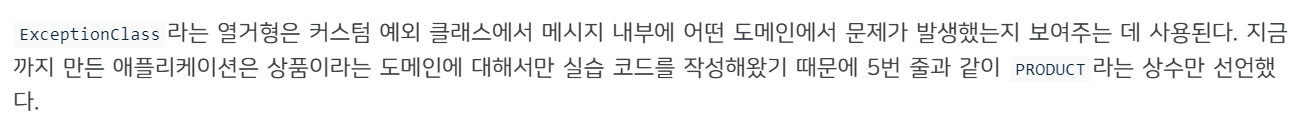 ExceptionClass 라는 열거형은 커스텀 예외 클래스에서 메시지 내부에 어떤 도메인에서 문제가 발생했는지 보여주는 데 사용된다. 지금
까지 만든 애플리케이션은 상품이라는 도메인에 대해서만 실습 코드를 작성해왔기 때문에 5번 줄과 같이 PRODUCT 라는 상수만 선언했
다.